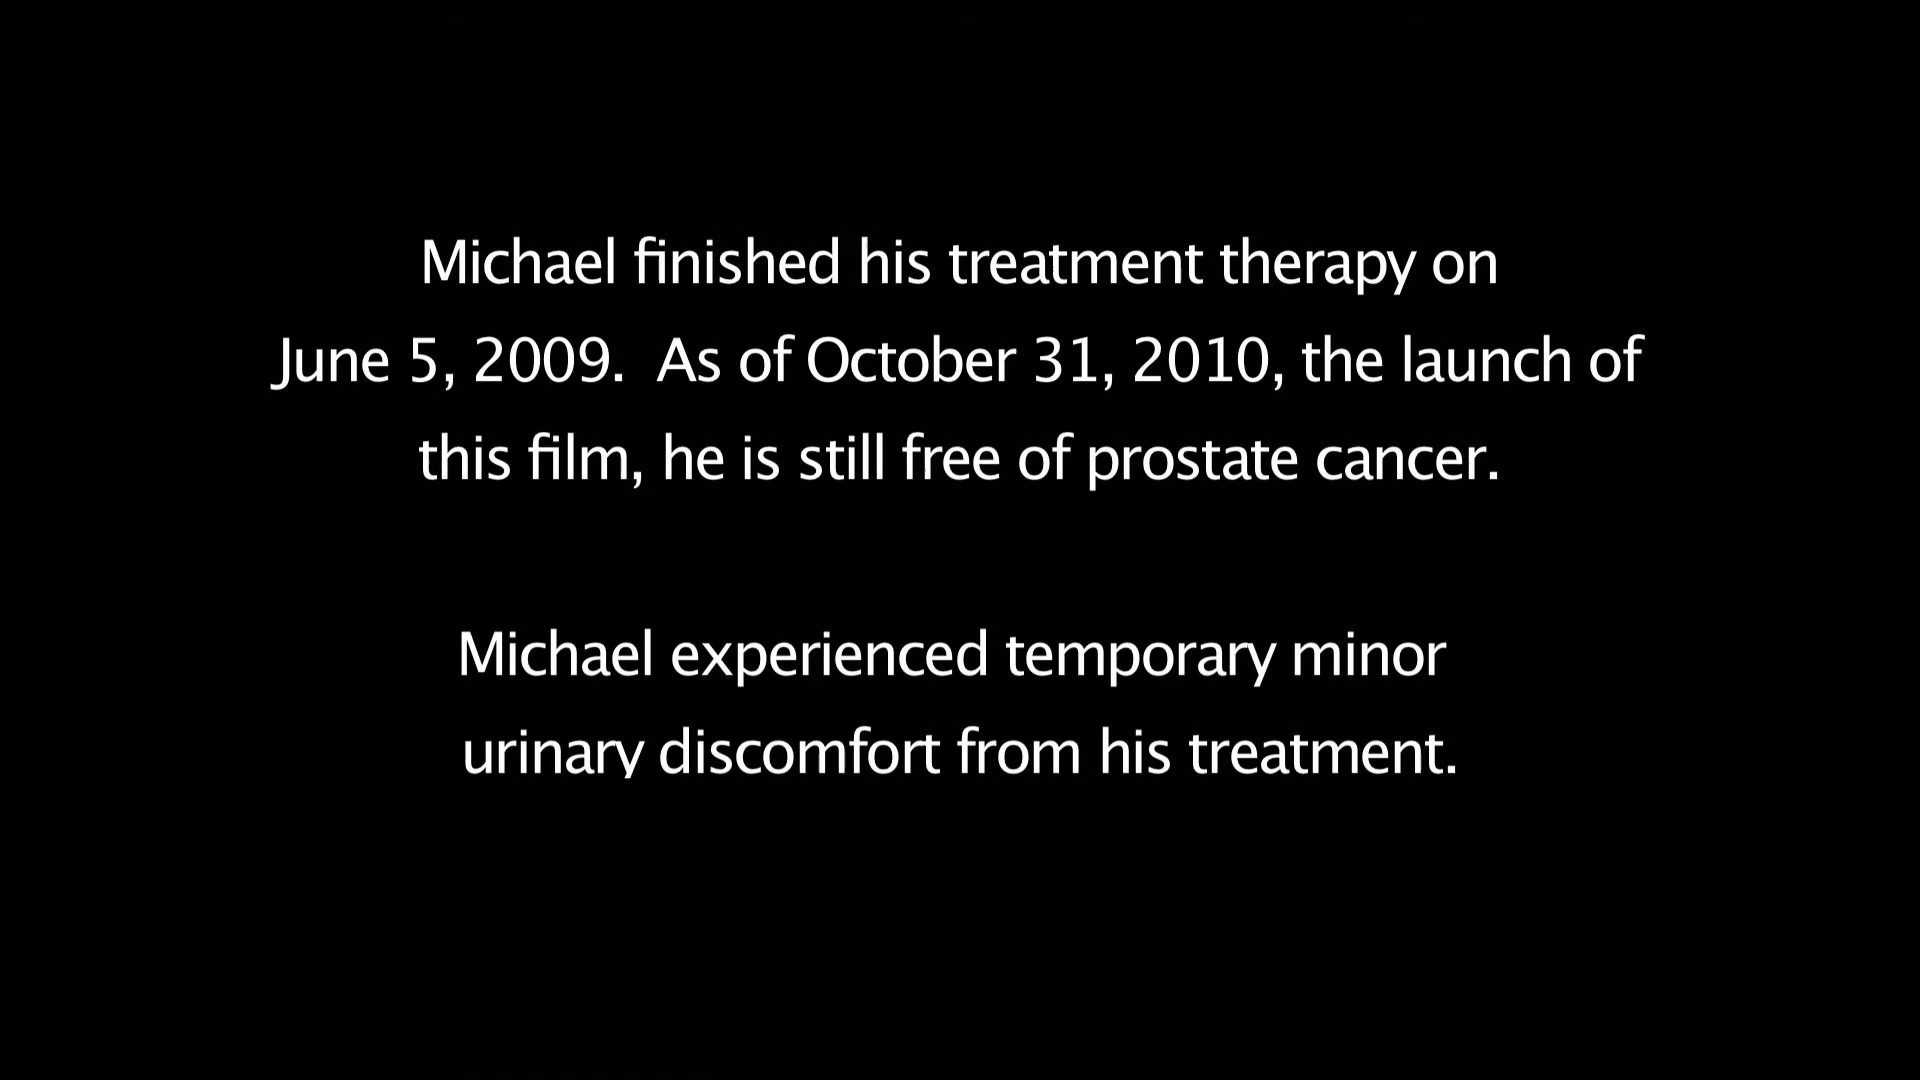 Michael finished his treatment therapy on
June 5, 2009.  As of October 31, 2010, the launch of
this film, he is still free of prostate cancer.
Michael experienced temporary minor
urinary discomfort from his treatment.